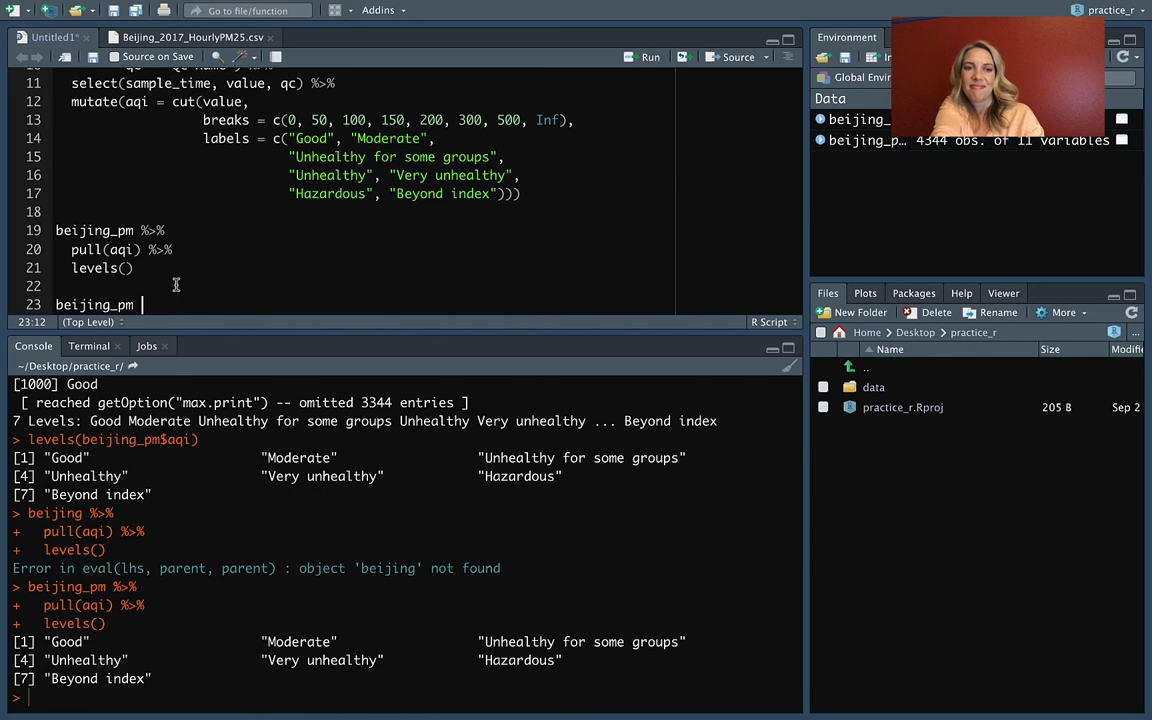 Go to file/function
Addins
practice_r
Untitled1*
Beijing_2017_HourlyPM25.csv
Source on Save
Run
Source
11 select(sample_time, value, qc) %>%
12 mutate(aqi = cut(value,
13 breaks = c(0, 50, 100, 150, 200, 300, 500, Inf),
14 labels = c("Good", "Moderate",
15 "Unhealthy for some groups",
16 "Unhealthy", "Very unhealthy",
17 "Hazardous", "Beyond index")))
18
19 beijing_pm %>%
20 pull(aqi) %>%
21 levels()
22
23 beijing_pm
23:12 (Top Level)
R Script
Console Terminal Jobs
~/Desktop/practice_r/
[1000] Good
[ reached getOption("max.print") -- omitted 3344 entries ]
7 Levels: Good Moderate Unhealthy for some groups Unhealthy Very unhealthy ... Beyond index
> levels(beijing_pm$aqi)
[1] "Good" "Moderate" "Unhealthy for some groups"
[4] "Unhealthy" "Very unhealthy" "Hazardous"
[7] "Beyond index"
> beijing %>%
+ pull(aqi) %>%
+ levels()
Error in eval(lhs, parent, parent) : object 'beijing' not found
> beijing_pm %>%
+ pull(aqi) %>%
+ levels()
[1] "Good" "Moderate" "Unhealthy for some groups"
[4] "Unhealthy" "Very unhealthy" "Hazardous"
[7] "Beyond index"
>
Environment
Global Envi
Data
beijing_
beijing_p… 4344 obs. of 11 variables
Files Plots Packages Help Viewer
New Folder Delete Rename More
Home Desktop practice_r
Name Size Modifie
..
data
practice_r.Rproj 205 B Sep 2